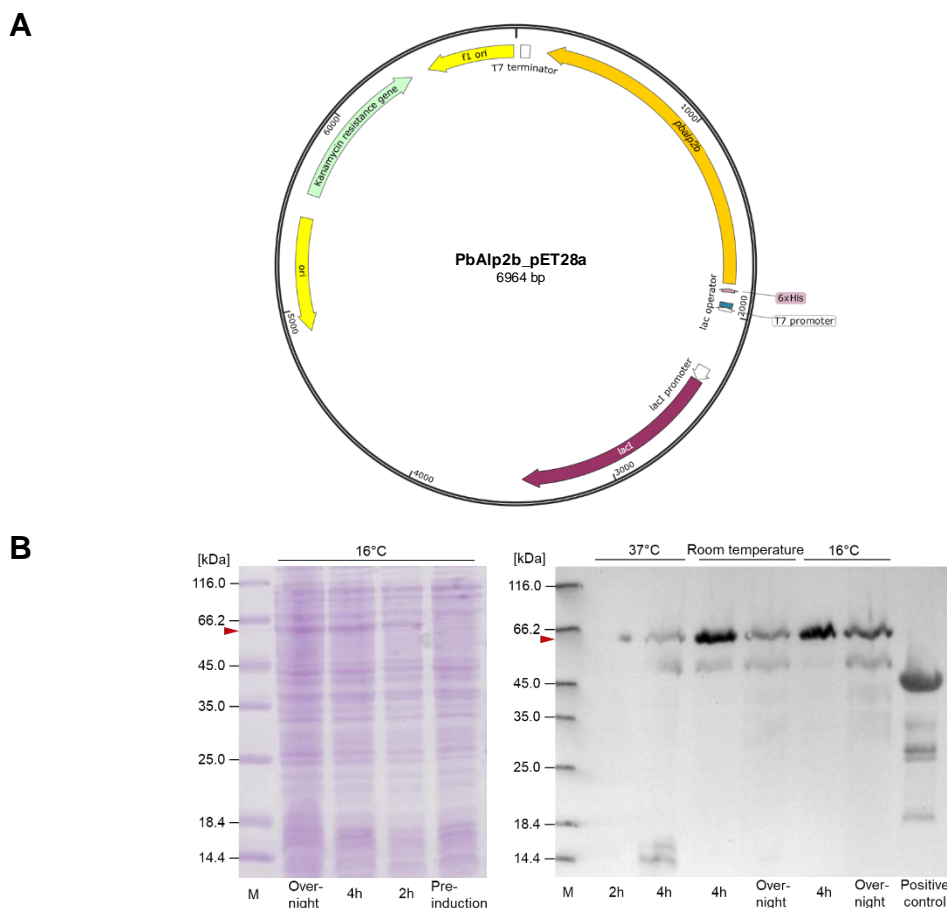 A
f1 ori
T7 terminator
1000
pbalp2b
Kanamycin resistance gene
6000
ori
5000
PbAlp2b_pET28a
6964 bp
lac operator
6xHis
2000
T7 promoter
lacI promoter
lacI
3000
4000
B
[kDa]
16°C
116.0
66.2
45.0
35.0
25.0
18.4
14.4
M
Over-
night
4h
2h
Pre-
induction
[kDa]
37°C
Room temperature
16°C
116.0
66.2
45.0
35.0
25.0
18.4
14.4
M
2h
4h
4h
Over-
night
4h
Over-
night
Positive
control